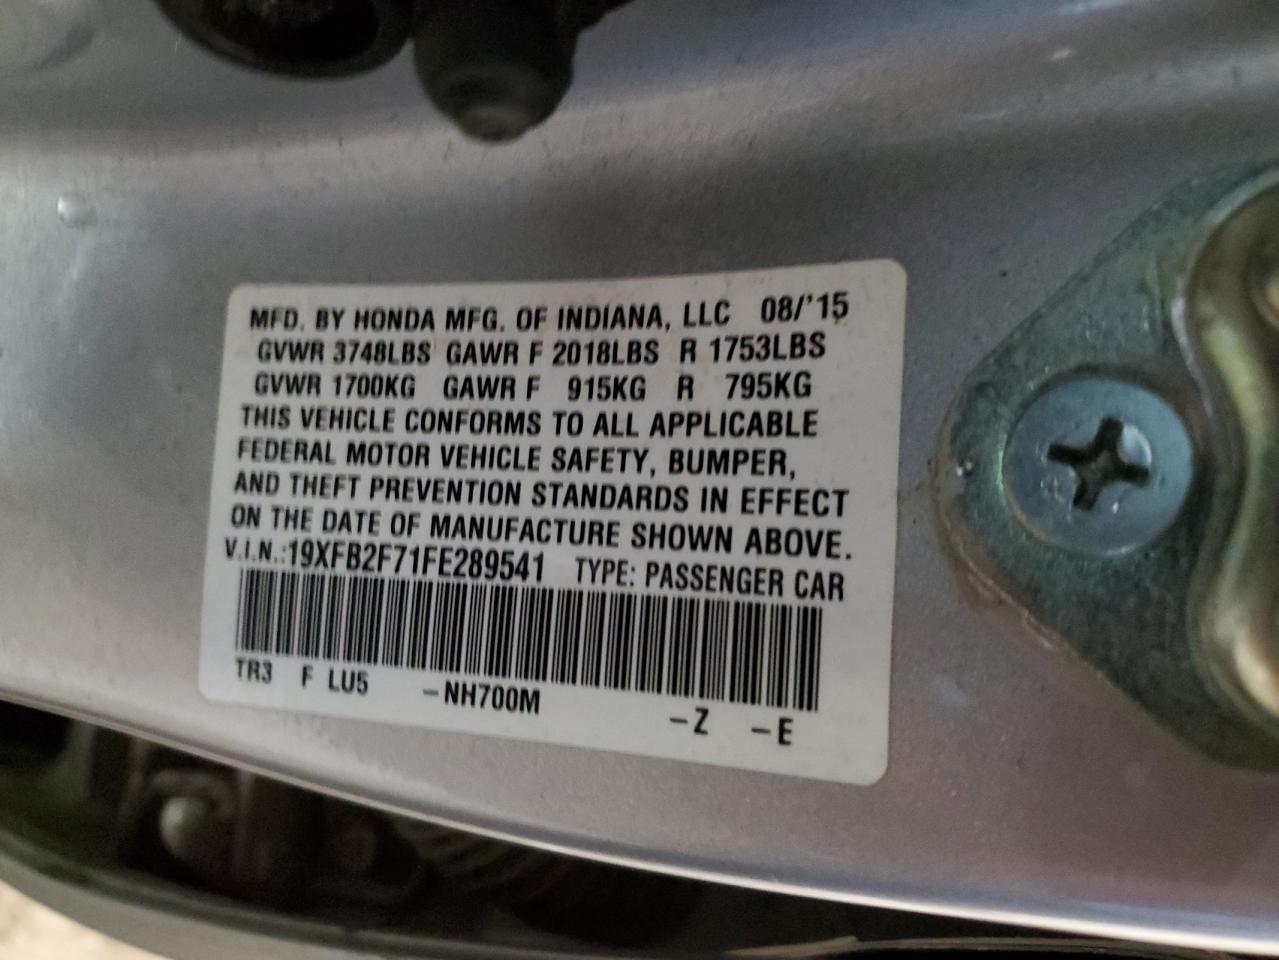 MFD. BY HONDA MFG. OF INDIANA, LLC 08/'15
GVWR 3748LBS GAWR F 2018LBS R 1753LBS
GVWR 1700KG GAWR F 915KG R 795KG
THIS VEHICLE CONFORMS TO ALL APPLICABLE
FEDERAL MOTOR VEHICLE SAFETY, BUMPER,
AND THEFT PREVENTION STANDARDS IN EFFECT
ON THE DATE OF MANUFACTURE SHOWN ABOVE.
V.I.N.:19XFB2F71FE289541 TYPE: PASSENGER CAR
TR3 F LU5 -NH700M -Z -E